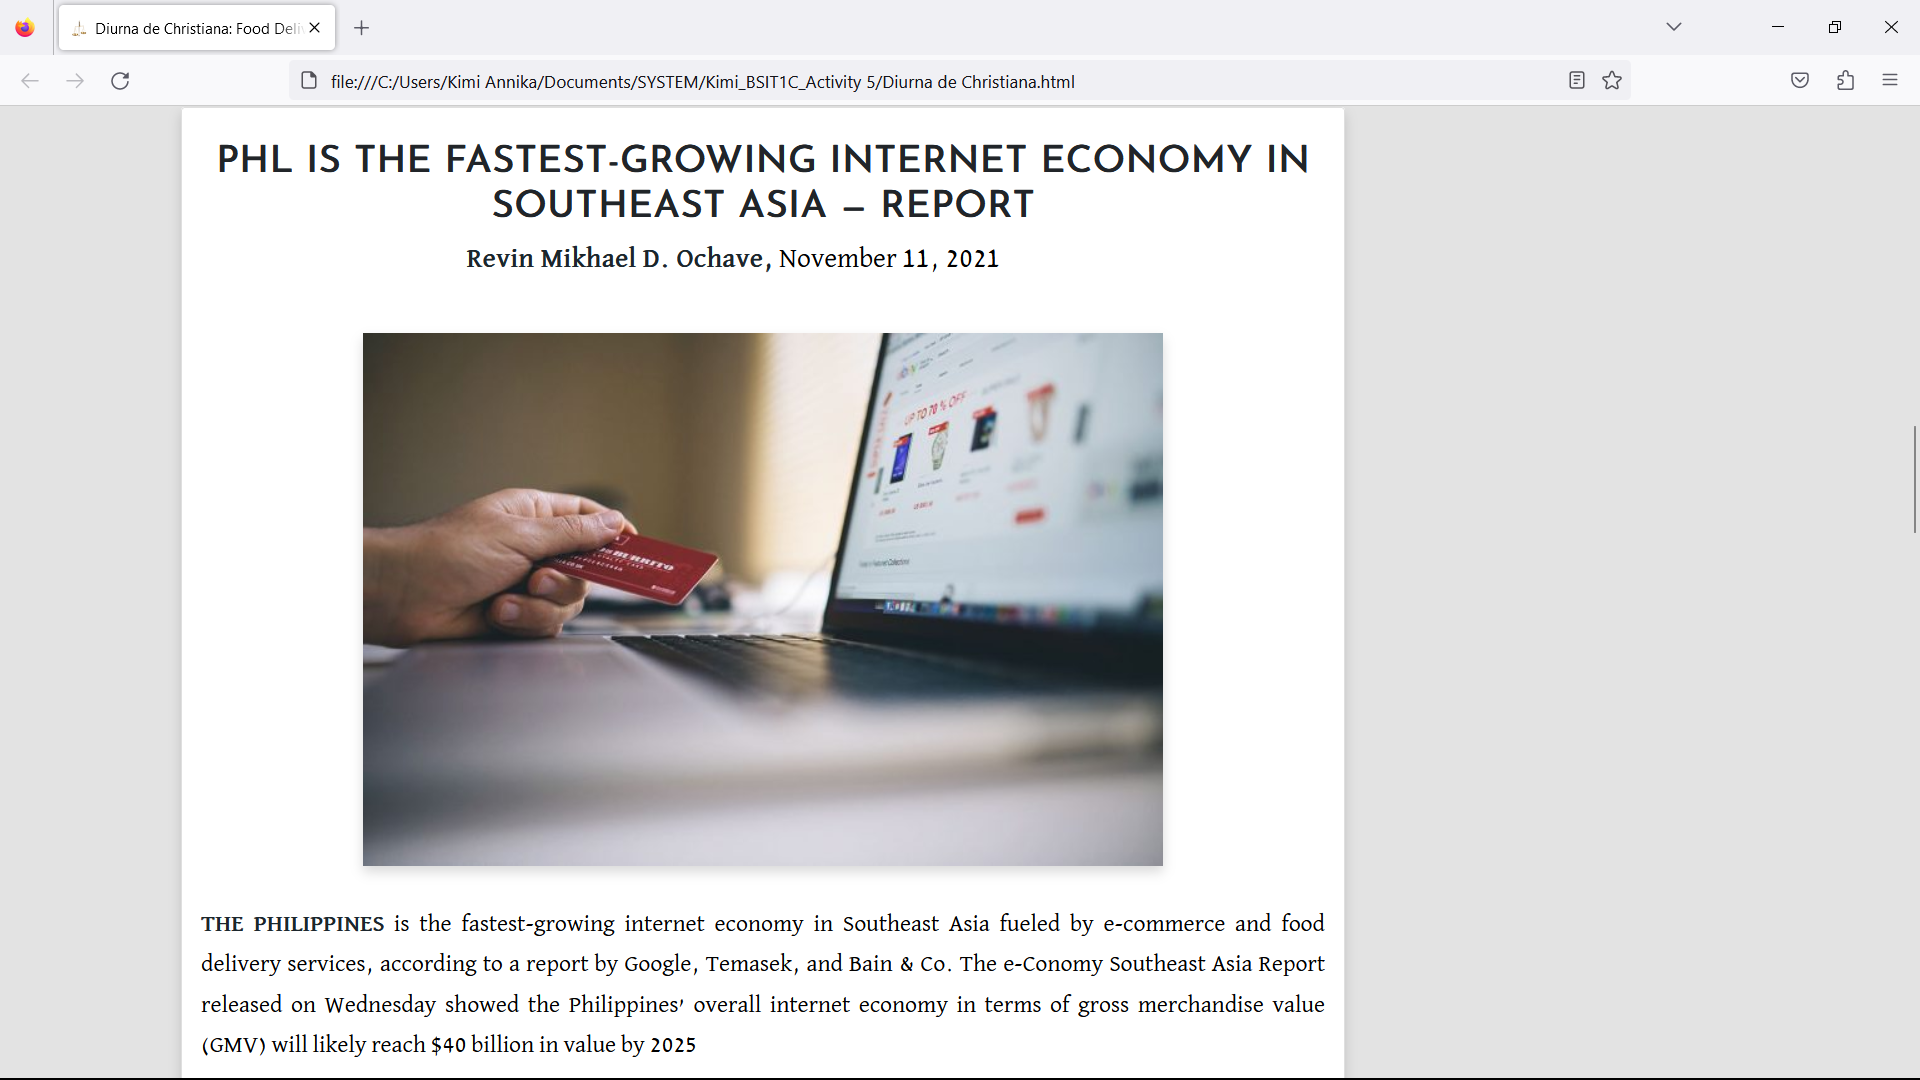 Diurna de Christiana: Food Deli
file:///C:/Users/Kimi Annika/Documents/SYSTEM/Kimi_BSIT1C_Activity 5/Diurna de Christiana.html
PHL IS THE FASTEST-GROWING INTERNET ECONOMY IN
SOUTHEAST ASIA – REPORT
Revin Mikhael D. Ochave, November 11, 2021
UP TO 70 % OFF
BURRITO
THE PHILIPPINES is the fastest-growing internet economy in Southeast Asia fueled by e-commerce and food
delivery services, according to a report by Google, Temasek, and Bain & Co. The e-Conomy Southeast Asia Report
released on Wednesday showed the Philippines’ overall internet economy in terms of gross merchandise value
(GMV) will likely reach $40 billion in value by 2025